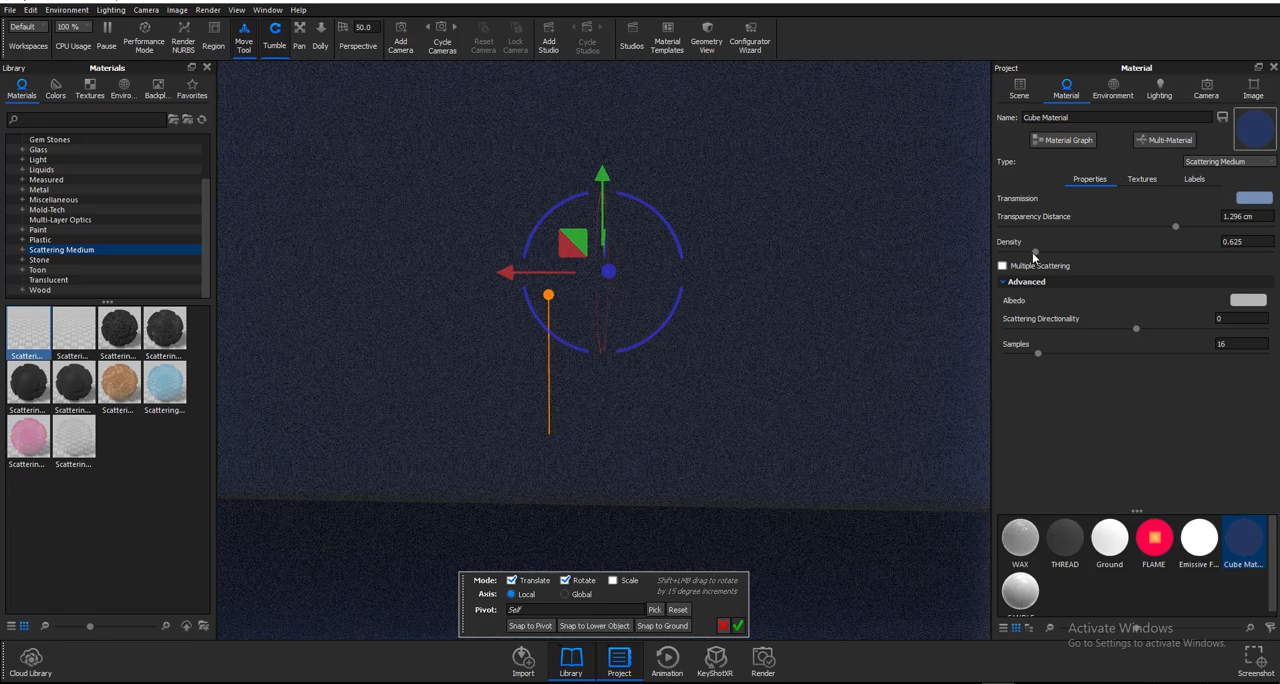 File Edit Environment Lighting Camera Image Render View Window Help
Default 100 % 50.0
Workspaces CPU Usage Pause Performance Mode Render NURBS Region Move Tool Tumble Pan Dolly Perspective Add Camera Cycle Cameras Reset Camera Lock Camera Add Studio Cycle Studios Studios Material Templates Geometry View Configurator Wizard
Library Materials
Materials Colors Textures Enviro... Backpl... Favorites
Gem Stones
Glass
Light
Liquids
Measured
Metal
Miscellaneous
Mold-Tech
Multi-Layer Optics
Paint
Plastic
Scattering Medium
Stone
Toon
Translucent
Wood
Scatteri... Scatteri... Scatterin... Scatterin...
Scatterin... Scatterin... Scatteri... Scattering...
Scatterin... Scatterin...
Mode: Translate Rotate Scale Shift+LMB drag to rotate by 15 degree increments
Axis: Local Global
Pivot: Self Pick Reset
Snap to Pivot Snap to Lower Object Snap to Ground
Project Material
Scene Material Environment Lighting Camera Image
Name: Cube Material
Material Graph Multi-Material
Type: Scattering Medium
Properties Textures Labels
Transmission
Transparency Distance 1.296 cm
Density 0.625
Multiple Scattering
Advanced
Albedo
Scattering Directionality 0
Samples 16
WAX THREAD Ground FLAME Emissive F... Cube Mat...
Activate Windows
Go to Settings to activate Windows.
Cloud Library Import Library Project Animation KeyShotXR Render Screenshot